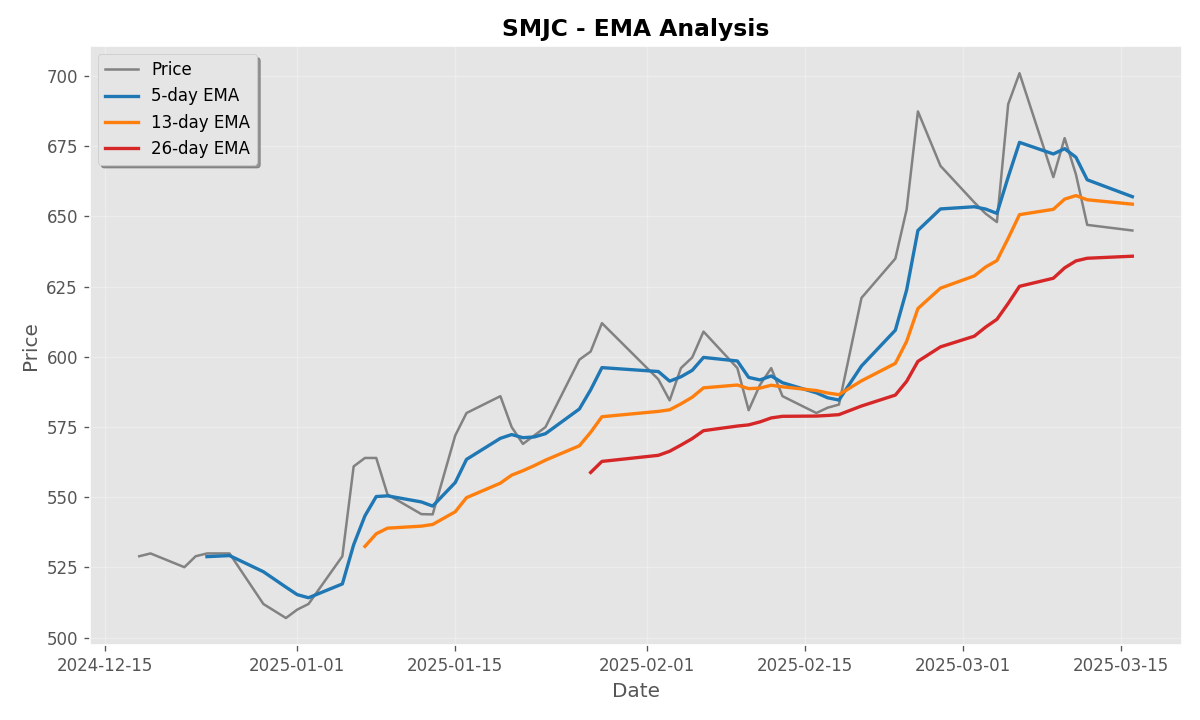 SMJC - EMA Analysis
Price
5-day EMA
13-day EMA
26-day EMA
700
675
650
625
600
575
550
525
500
Price
2024-12-15
2025-01-01
2025-01-15
2025-02-01
2025-02-15
2025-03-01
2025-03-15
Date